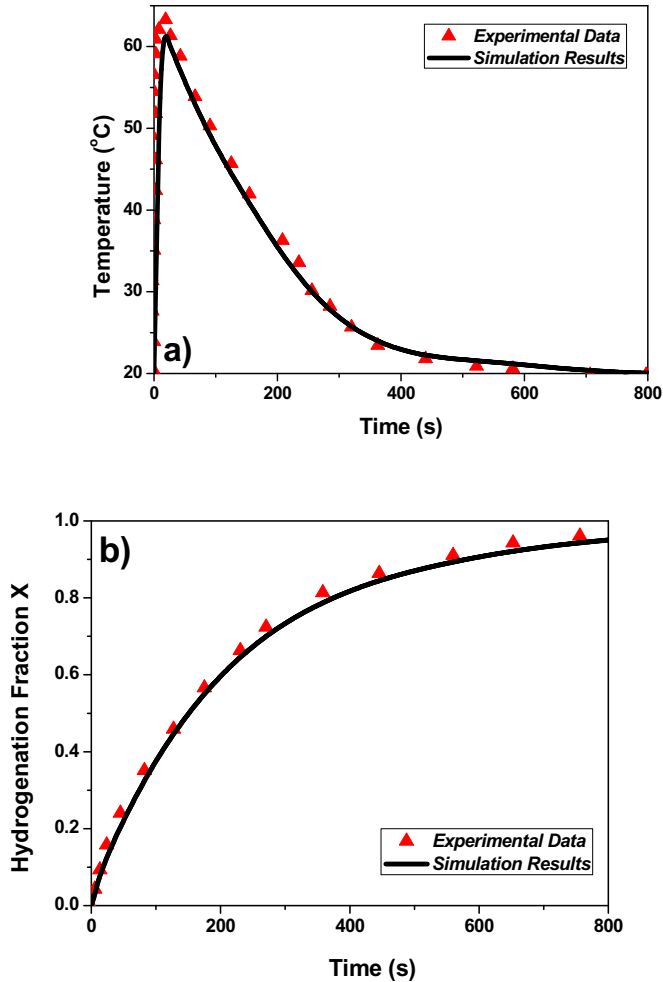 60
50
40
30
20
Temperature (°C)
Experimental Data
Simulation Results
a)
0
200
400
600
800
Time (s)
1.0
0.8
0.6
0.4
0.2
0.0
Hydrogenation Fraction X
b)
Experimental Data
Simulation Results
0
200
400
600
800
Time (s)